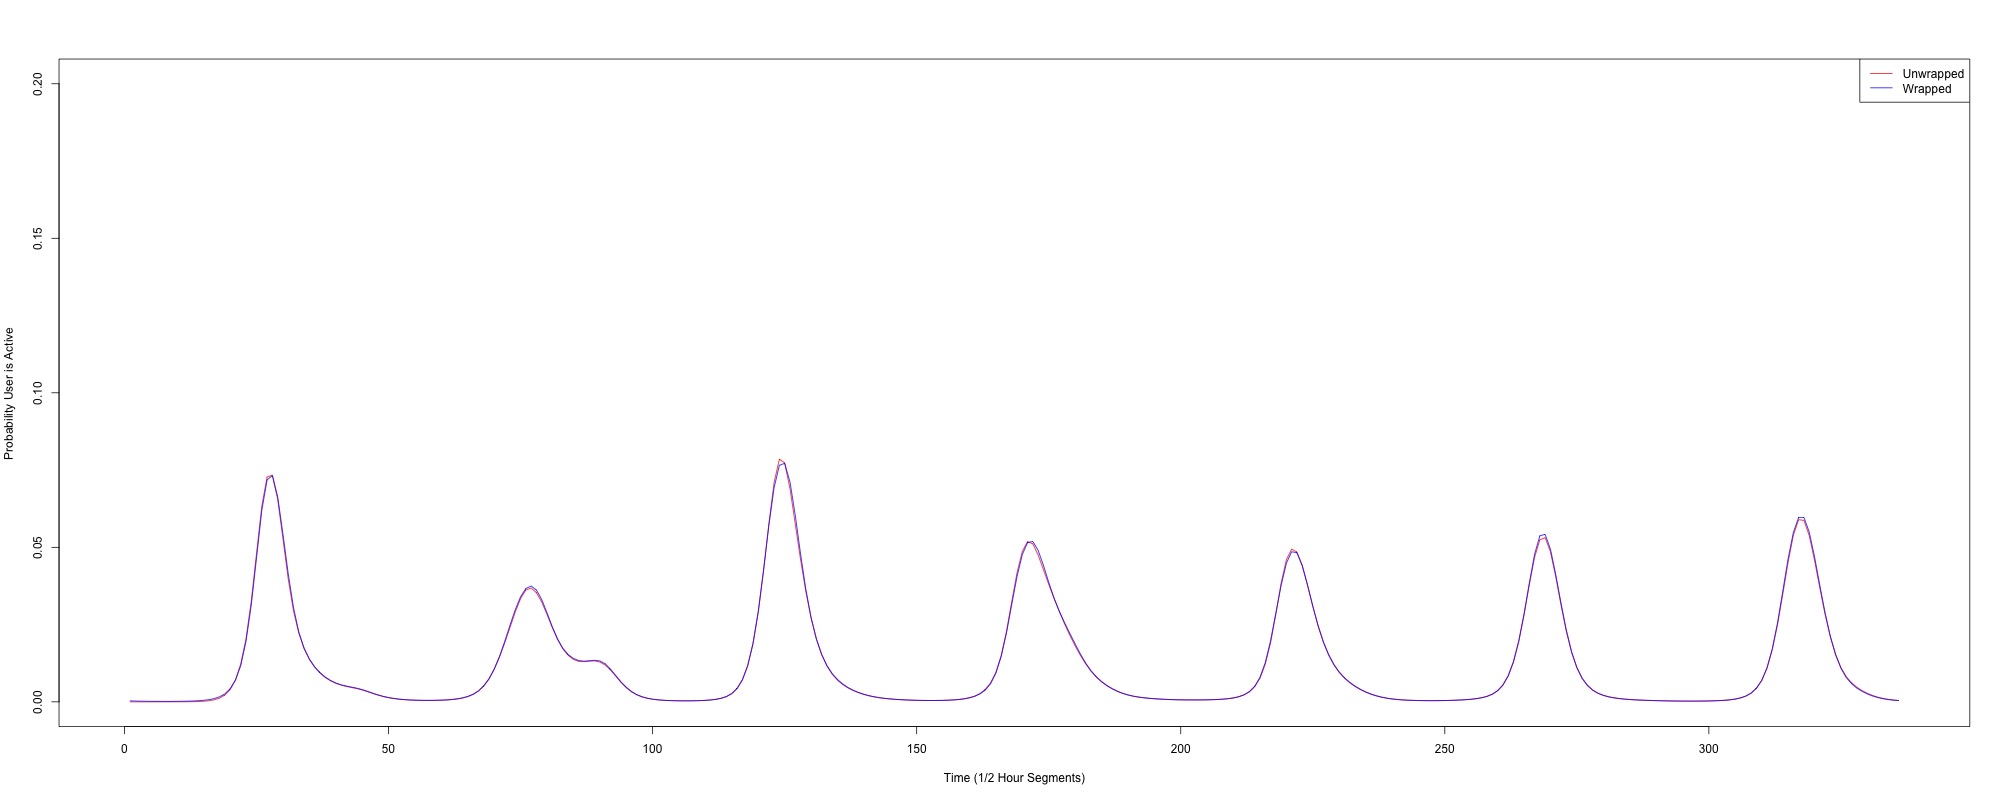 Unwrapped
Wrapped
0.20
0.15
0.10
0.05
0.00
Probability User is Active
0 50 100 150 200 250 300
Time (1/2 Hour Segments)